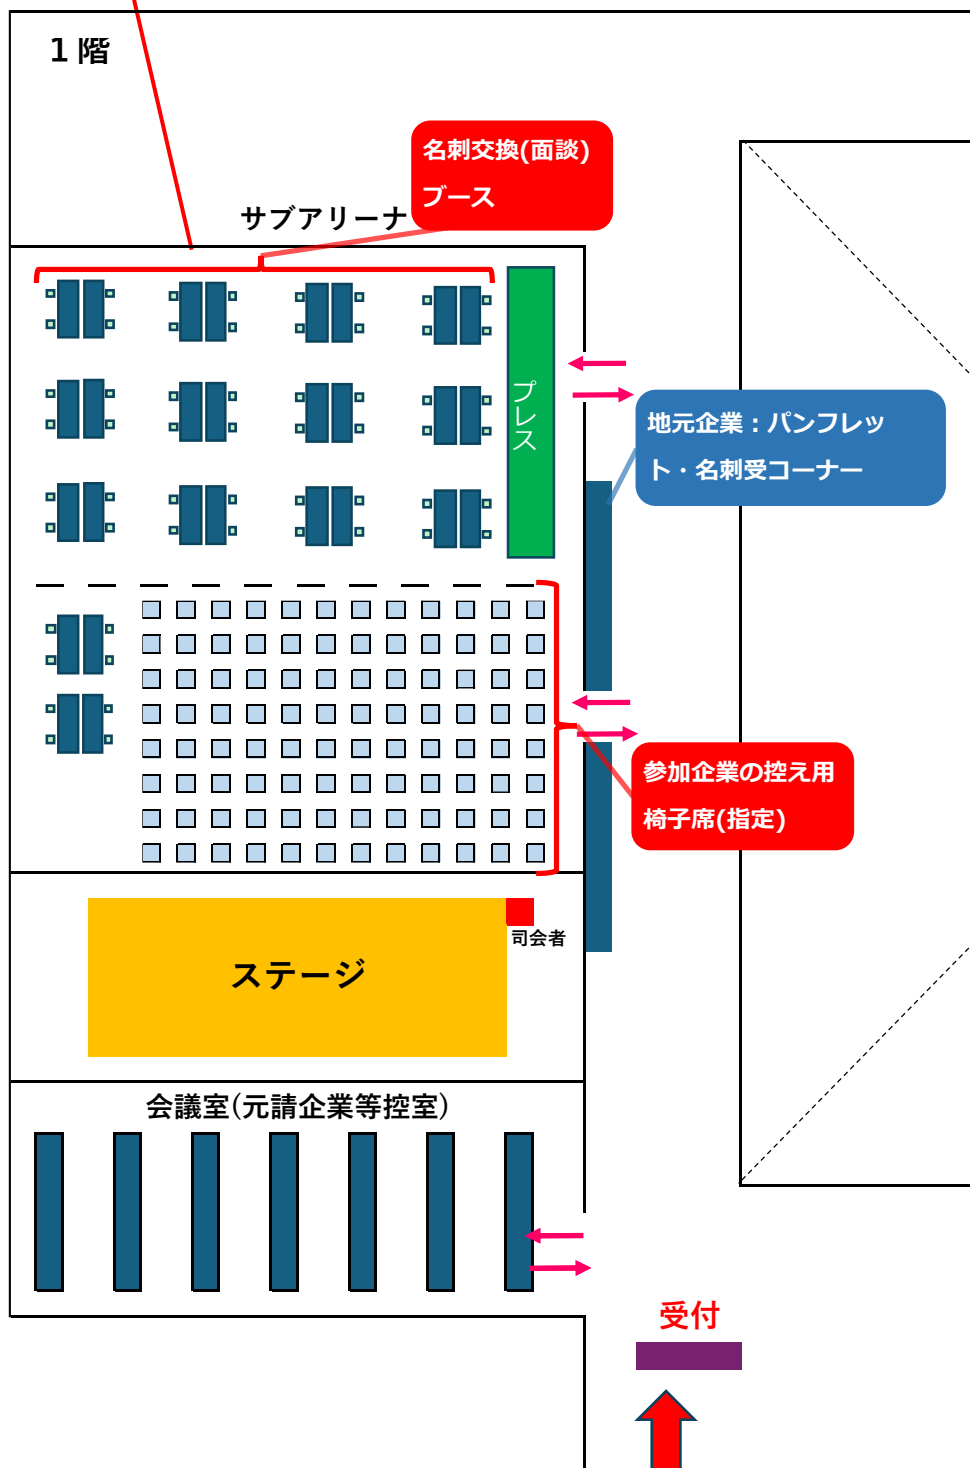 １階
名刺交換(面談)
ブース
サブアリーナ
プレス
地元企業：パンフレッ
ト・名刺受コーナー
参加企業の控え用
椅子席(指定)
司会者
ステージ
会議室(元請企業等控室)
受付